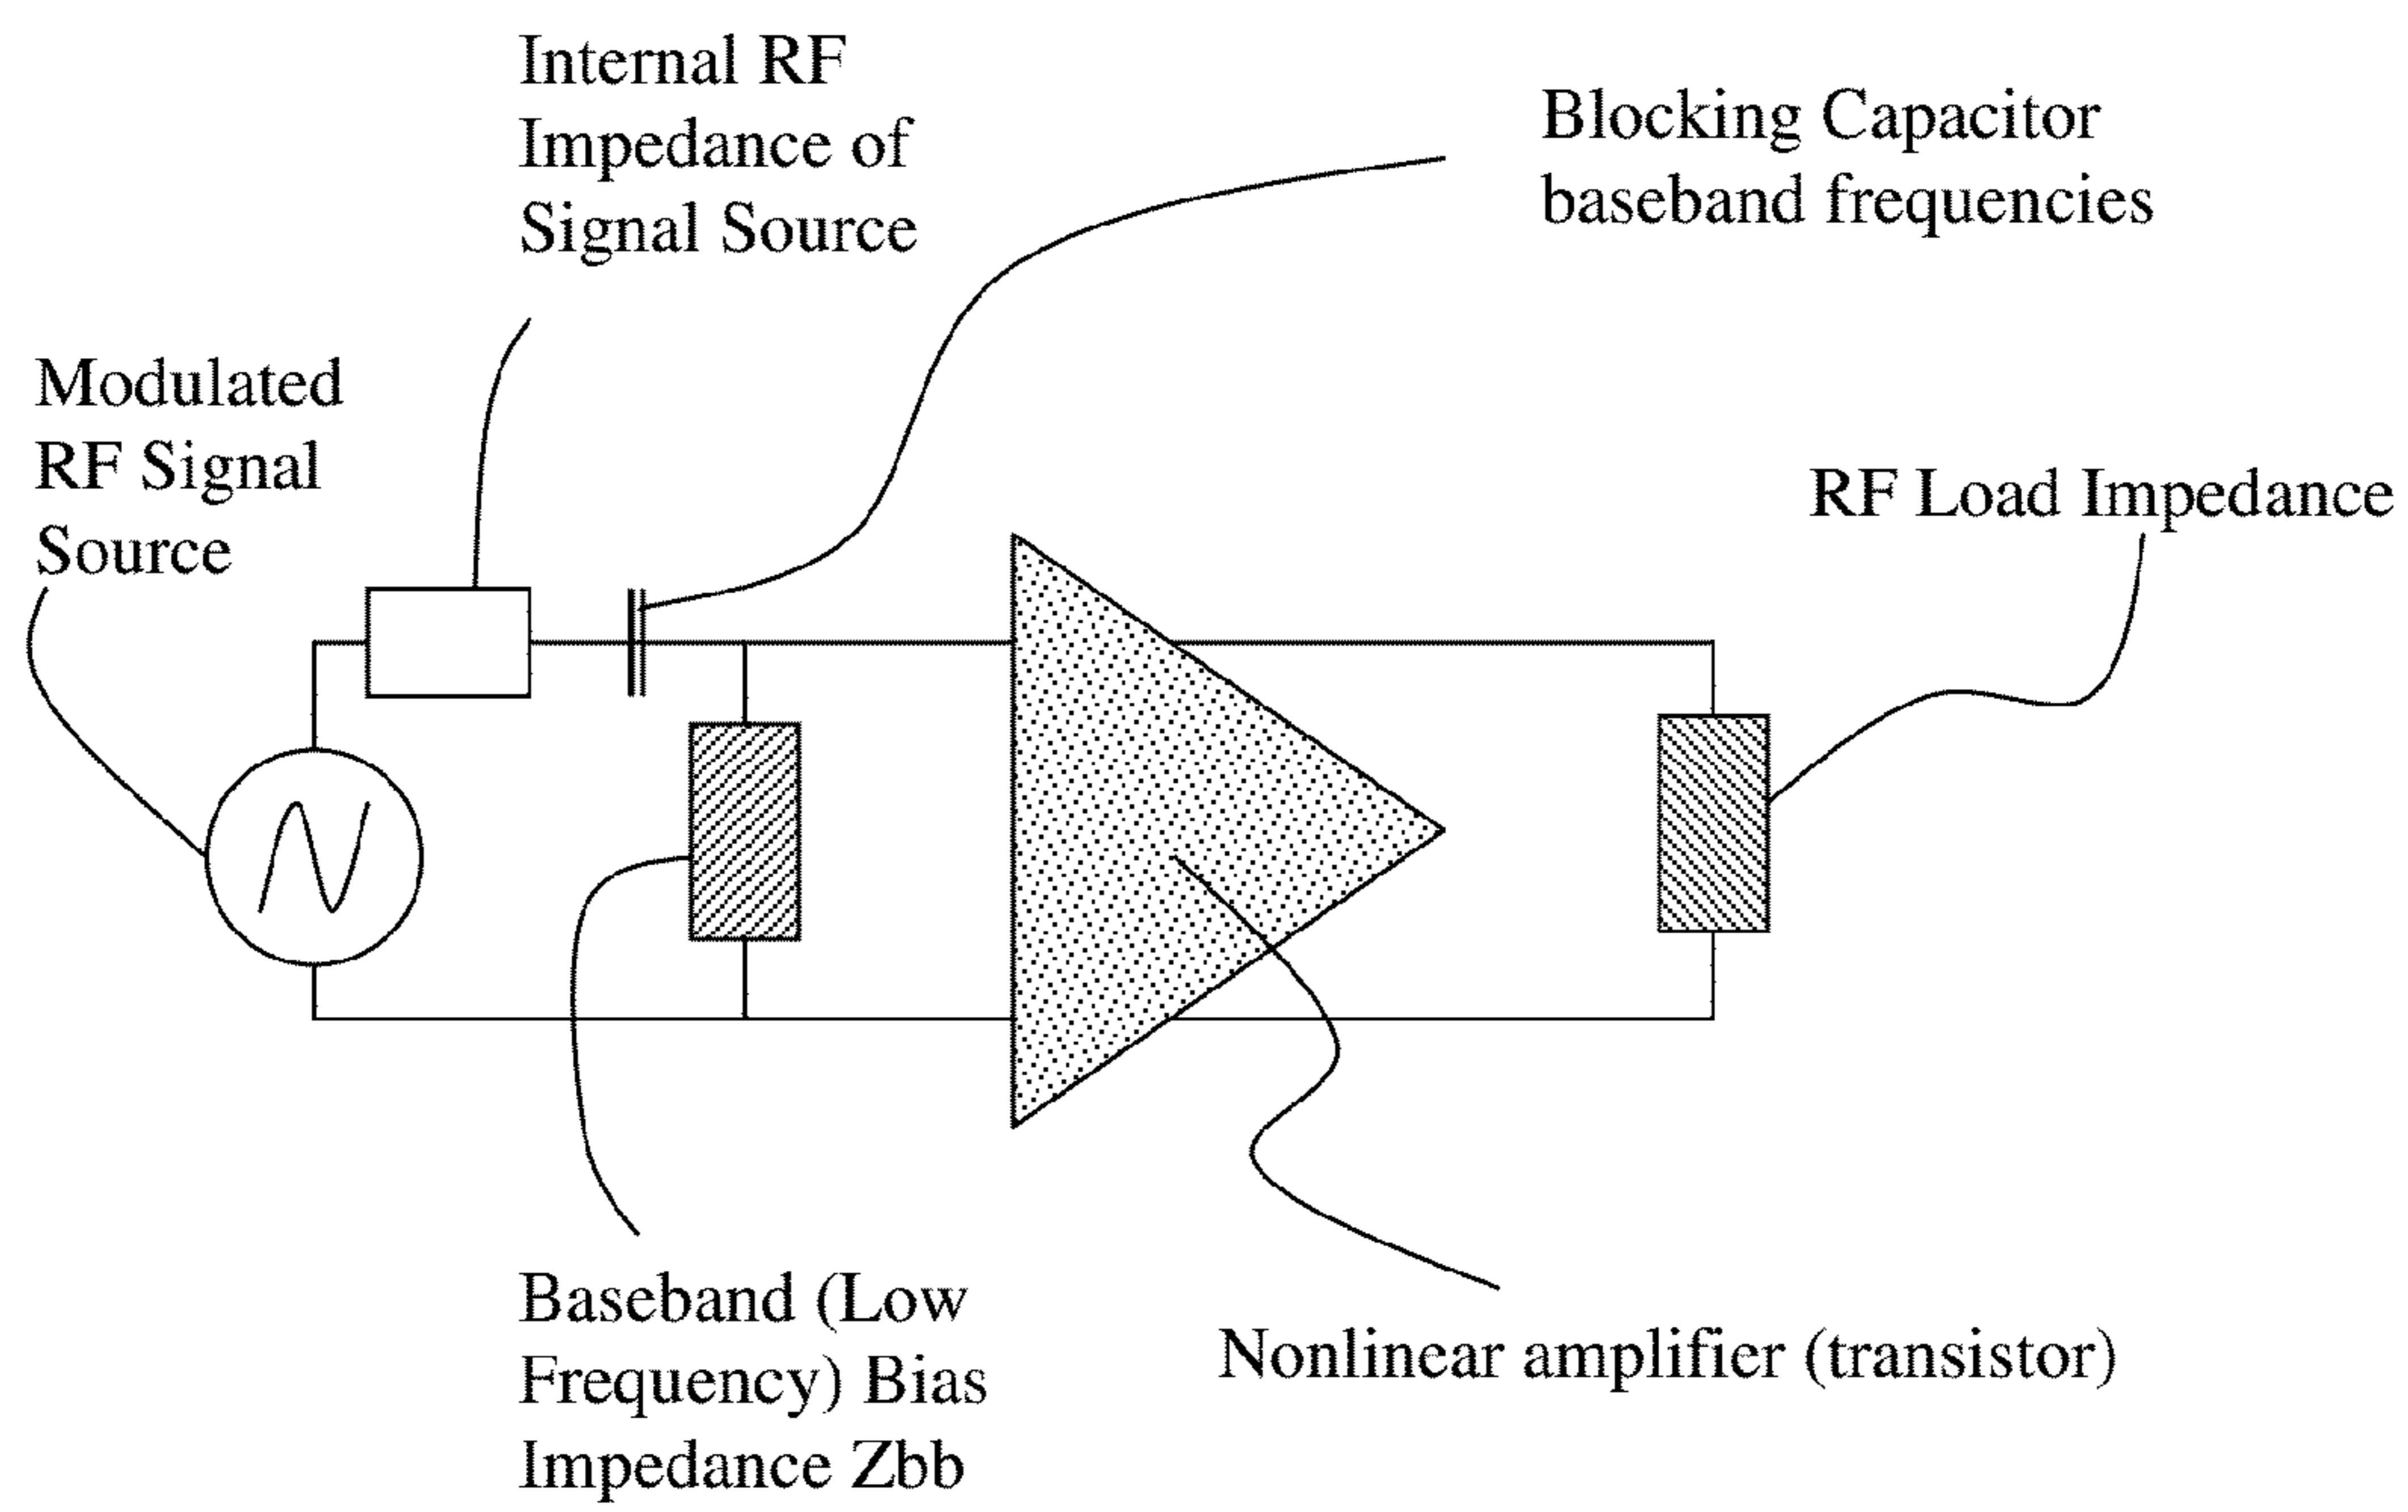 Internal RF
Impedance of
Signal Source
Blocking Capacitor
baseband frequencies
Modulated
RF Signal
Source
RF Load Impedance
Baseband (Low
Frequency) Bias
Impedance Zbb
Nonlinear amplifier (transistor)